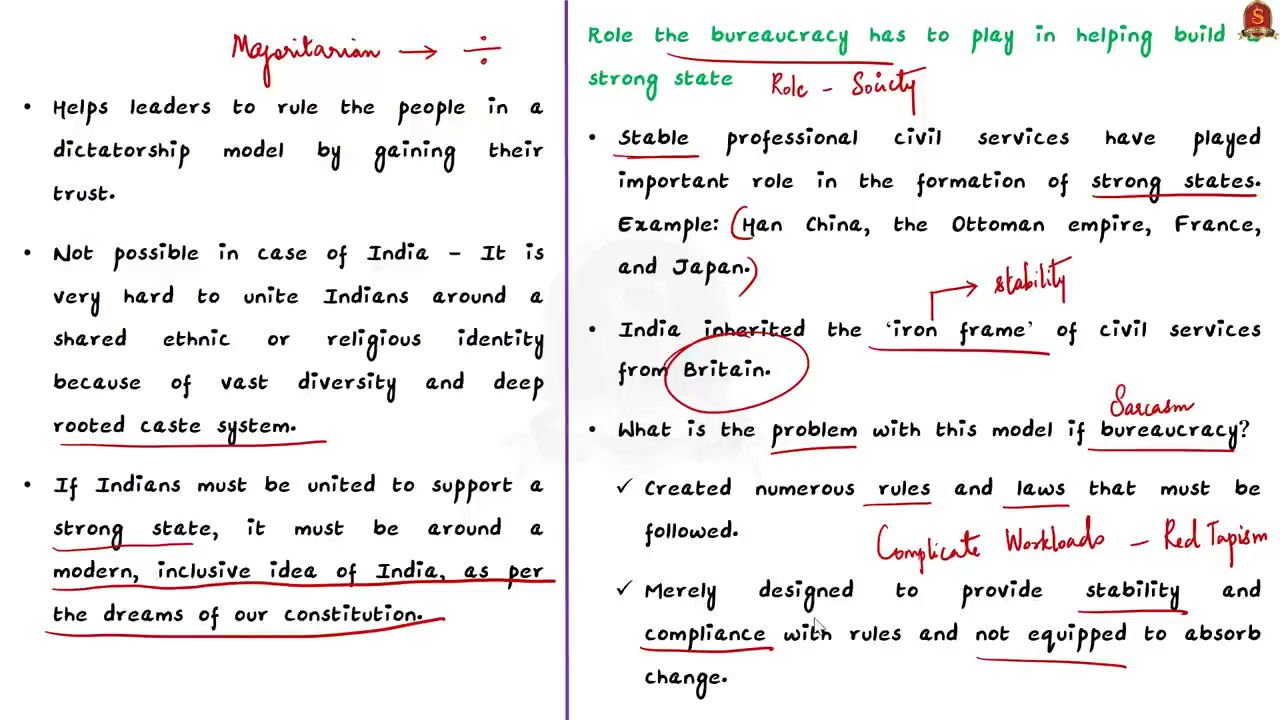 Majoritarian → ÷
• Helps leaders to rule the people in a
dictatorship model by gaining their
trust.
• Not possible in case of India - It is
very hard to unite Indians around a
shared ethnic or religious identity
because of vast diversity and deep
rooted caste system.
• If Indians must be united to support a
strong state, it must be around a
modern, inclusive idea of India, as per
the dreams of our constitution.
Role the bureaucracy has to play in helping build
strong state
Role - Society
• Stable professional civil services have played
important role in the formation of strong states.
Example: (Han China, the Ottoman empire, France,
and Japan.)
→ stability
• India inherited the 'iron frame' of civil services
from Britain.
Sarcasm
• What is the problem with this model if bureaucracy?
✓ Created numerous rules and laws that must be
followed.
Complicate Workloads - Red Tapism
✓ Merely designed to provide stability and
compliance with rules and not equipped to absorb
change.